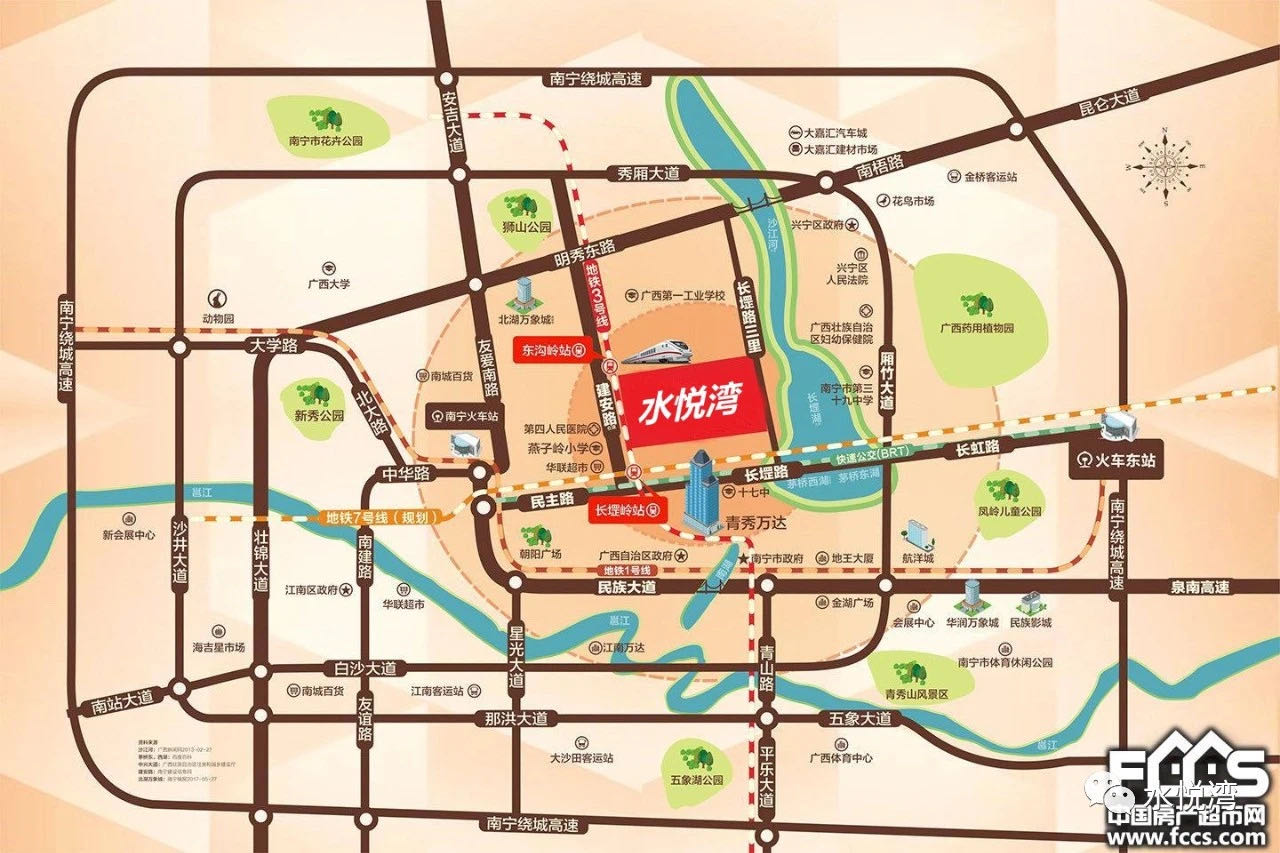 南宁绕城高速
安吉大道
昆仑大道
南宁市花卉公园
大嘉汇汽车城
大嘉汇建材市场
秀厢大道
南梧路
金桥客运站
花鸟市场
狮山公园
沙江河
兴宁区政府
明秀东路
兴宁区
人民法院
广西大学
地铁3号线
广西第一工业学校
长堽路三里
动物园
北湖万象城
南宁绕城高速
大学路
友爱南路
东沟岭站
广西壮族自治
区妇幼保健院
广西药用植物园
厢竹大道
南城百货
建安路
水悦湾
南宁市第三
十九中学
长堽湖
新秀公园
北大路
南宁火车站
第四人民医院
燕子岭小学
华联超市
快速公交(BRT)
长虹路
火车东站
中华路
民主路
长堽路
茅桥西湖
茅桥东湖
邕江
十七中
长堽岭站
青秀万达
凤岭儿童公园
地铁7号线（规划）
新会展中心
沙井大道
壮锦大道
南建路
朝阳广场
广西自治区政府
南宁市政府
地王大厦
航洋城
南宁绕城高速
地铁1号线
南湖
江南区政府
华联超市
民族大道
泉南高速
金湖广场
会展中心
华润万象城
民族影城
邕江
海吉星市场
星光大道
江南万达
青山路
南宁市体育休闲公园
白沙大道
南站大道
南城百货
江南客运站
青秀山风景区
友谊路
那洪大道
五象大道
邕江
大沙田客运站
广西体育中心
平乐大道
五象湖公园
资料来源
南宁绕城高速
FCCS
水悦湾
中国房产超市网
www.fccs.com